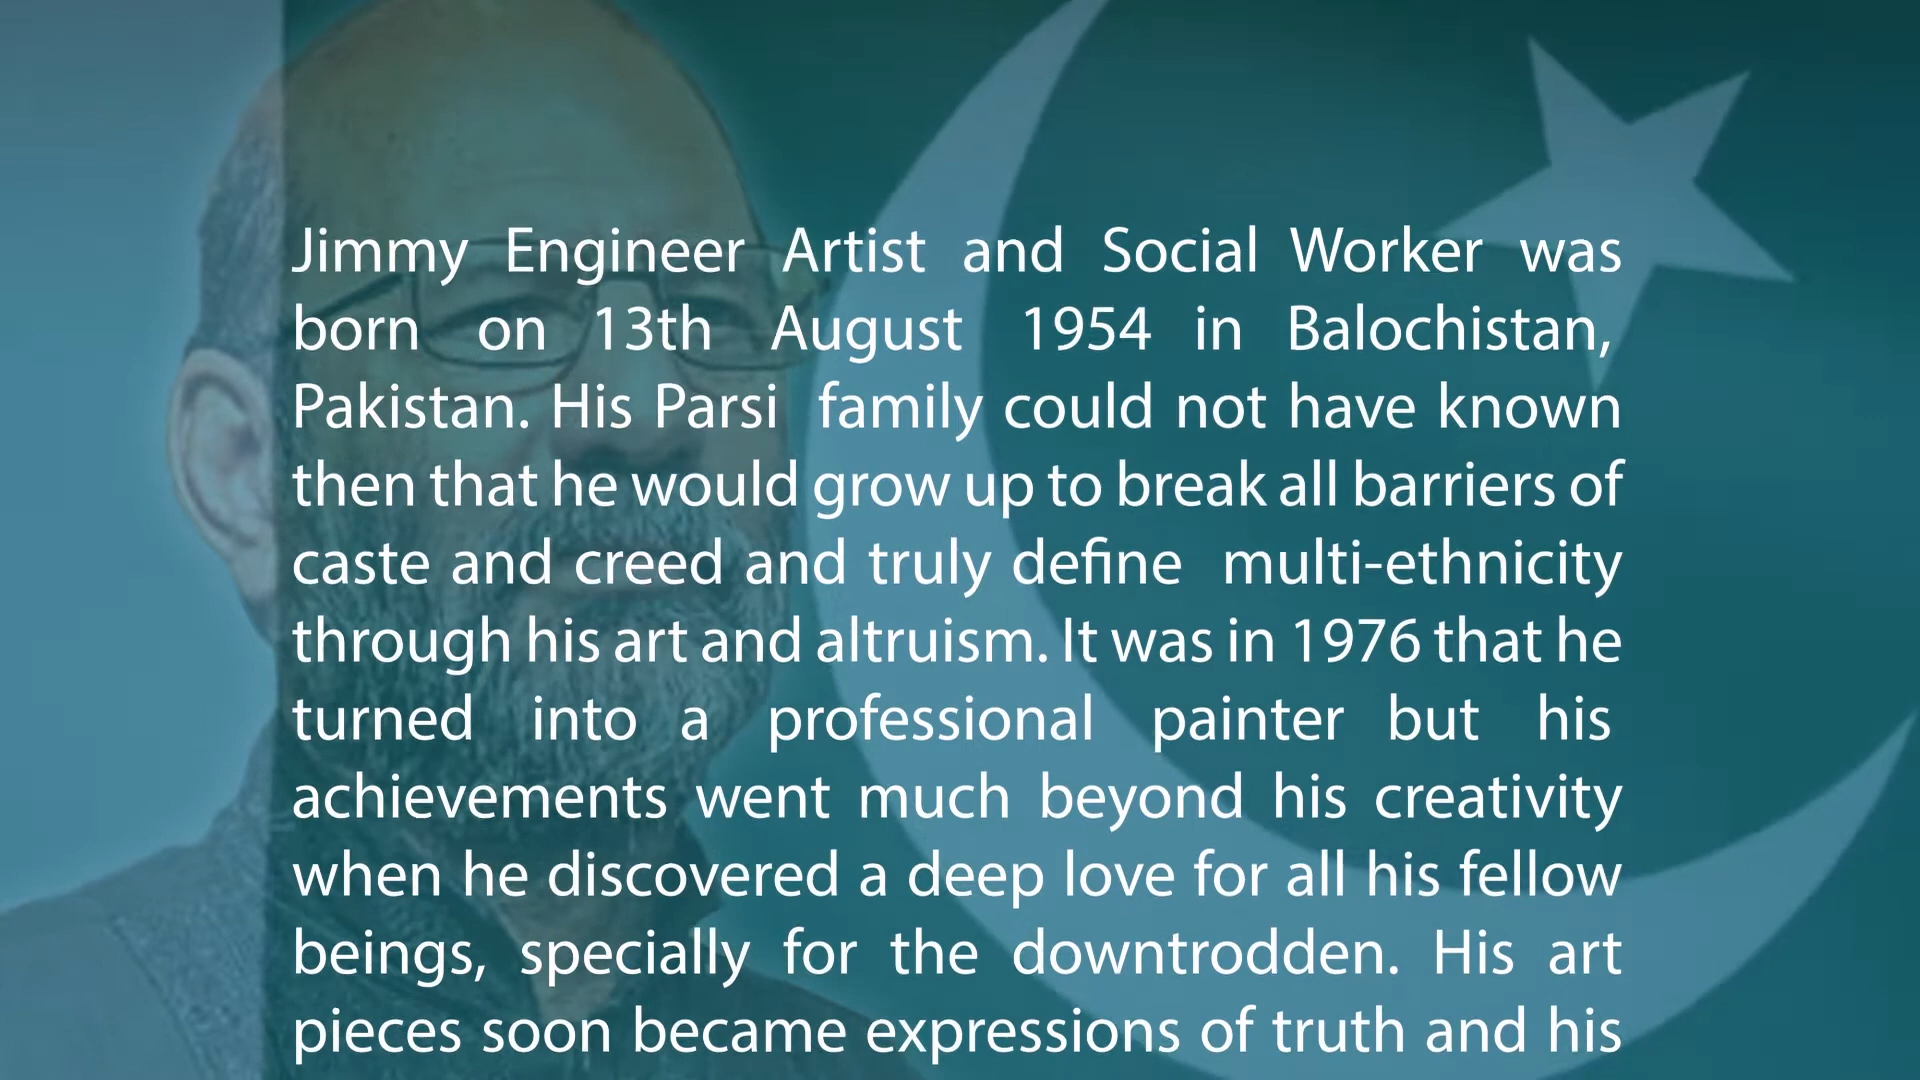 Jimmy Engineer Artist and Social Worker was
born on 13th August 1954 in Balochistan,
Pakistan. His Parsi family could not have known
then that he would grow up to break all barriers of
caste and creed and truly define multi-ethnicity
through his art and altruism. It was in 1976 that he
turned into a professional painter but his
achievements went much beyond his creativity
when he discovered a deep love for all his fellow
beings, specially for the downtrodden. His art
pieces soon became expressions of truth and his